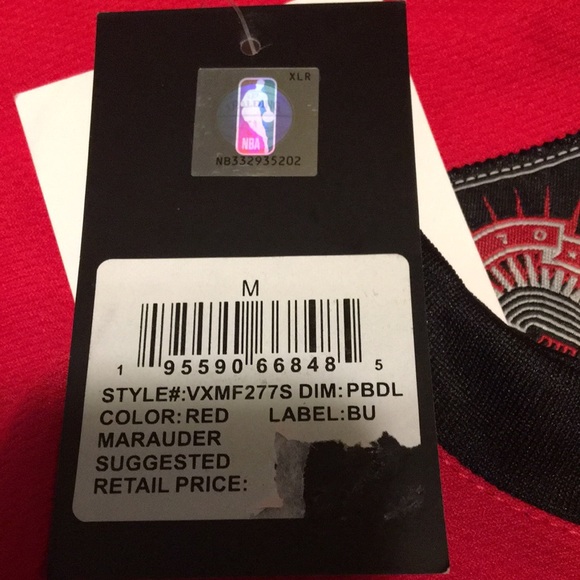 XLR
NBA
NB332935202
M
1 95590 66848 5
STYLE#:VXMF277S DIM:PBDL
COLOR:RED LABEL:BU
MARAUDER
SUGGESTED
RETAIL PRICE: